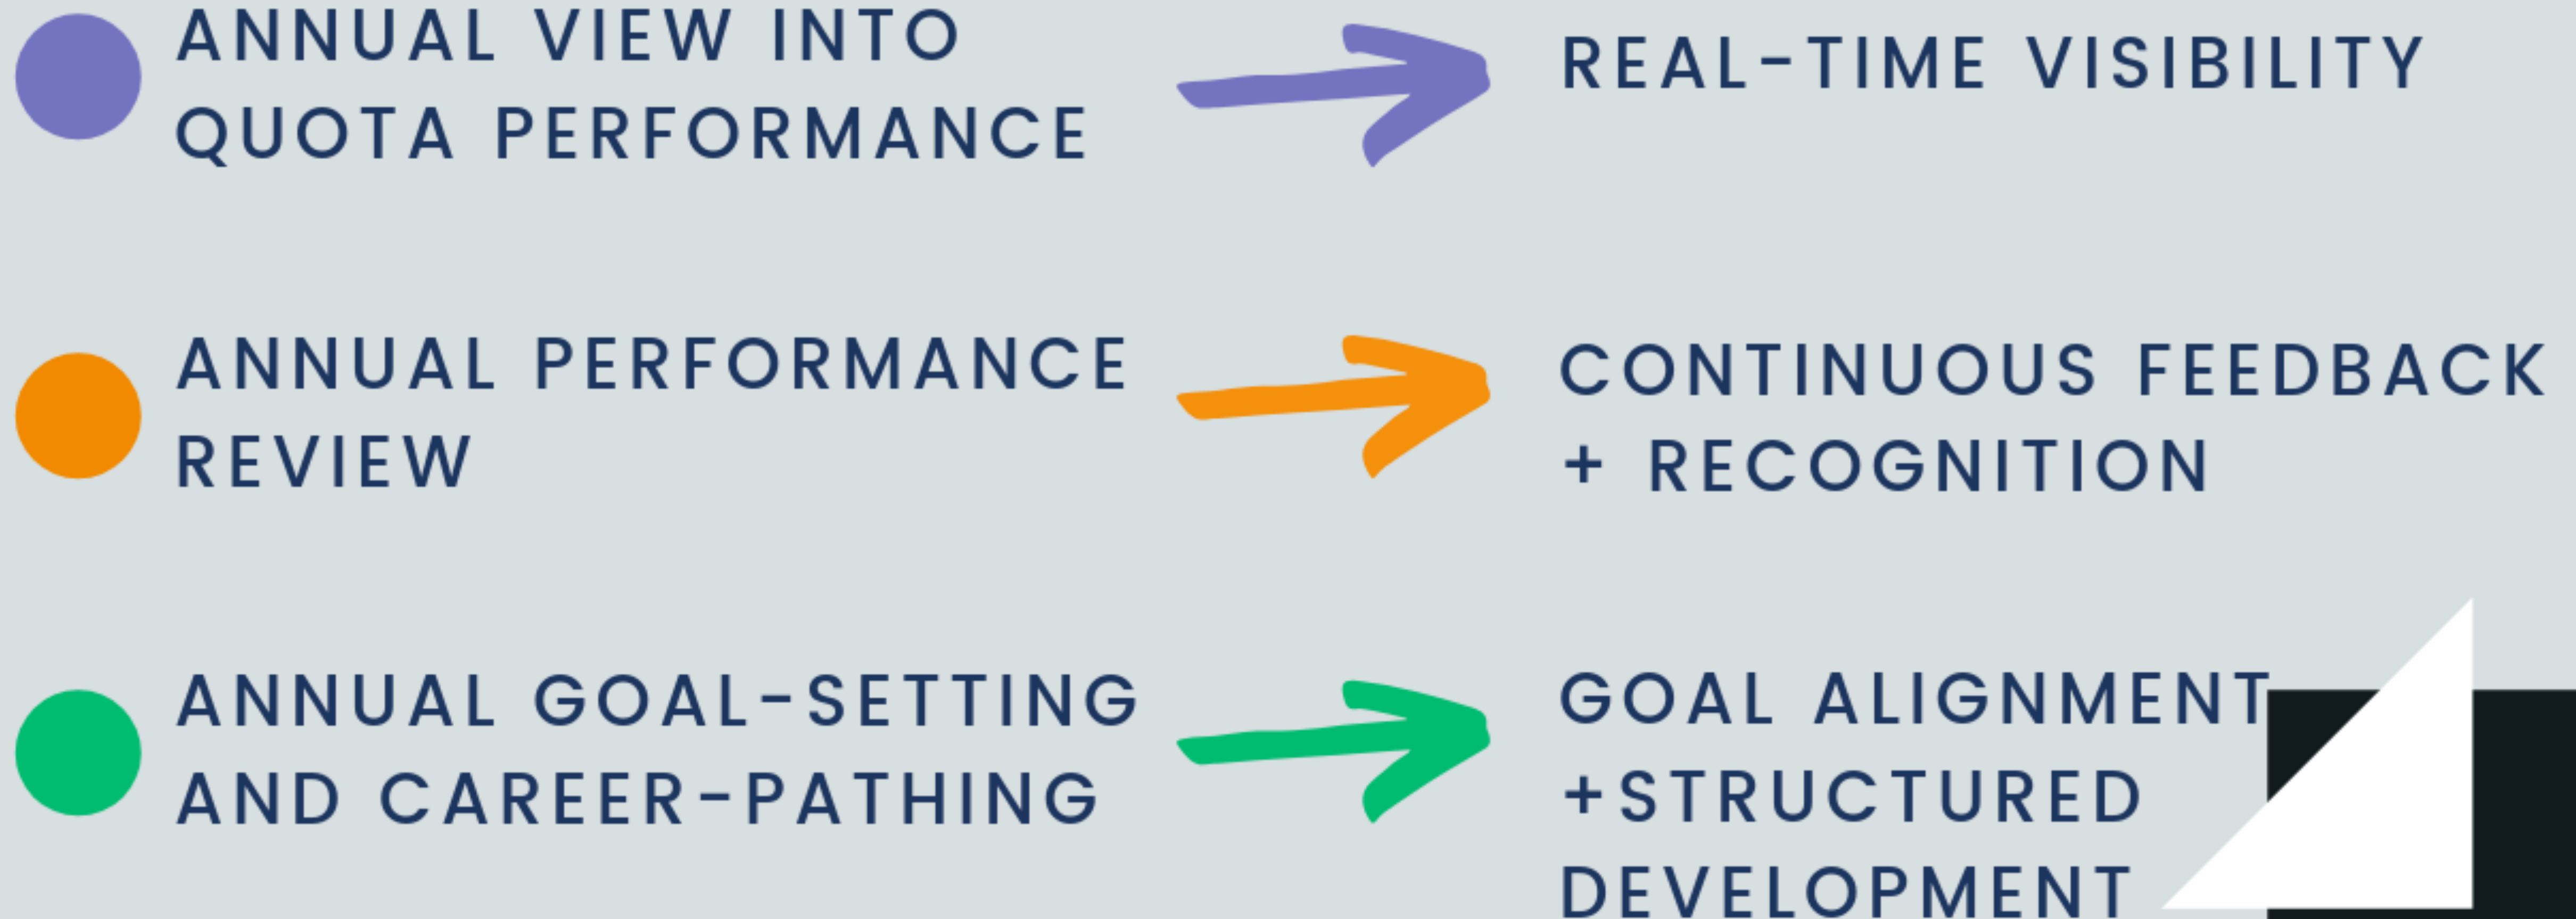 ANNUAL VIEW INTO
QUOTA PERFORMANCE
REAL-TIME VISIBILITY
ANNUAL PERFORMANCE
REVIEW
CONTINUOUS FEEDBACK
+ RECOGNITION
ANNUAL GOAL-SETTING
AND CAREER-PATHING
GOAL ALIGNMENT
+STRUCTURED
DEVELOPMENT